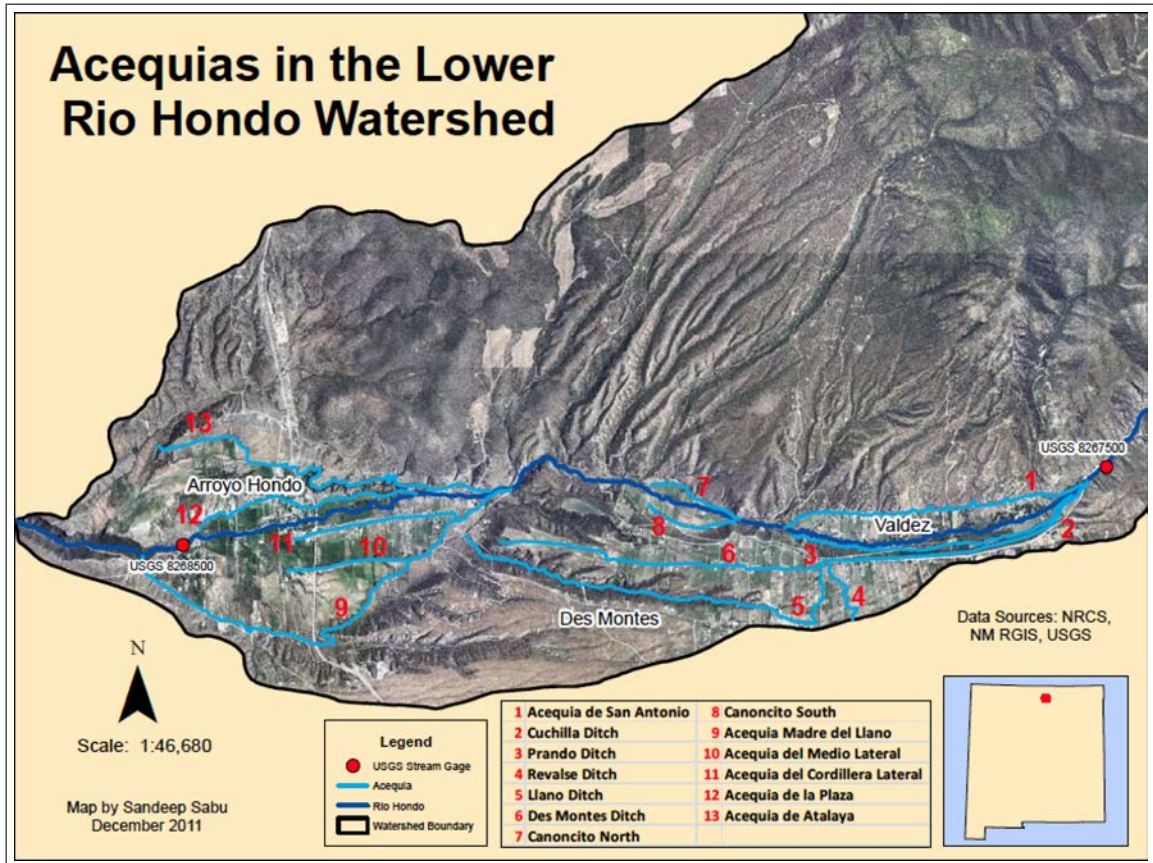 Acequias in the Lower
Rio Hondo Watershed
13
Arroyo Hondo
12
11
10
9
USGS 8268500
7
8
6
3
5
4
Des Montes
Valdez
1
2
USGS 8267500
N
Scale: 1:46,680
Map by Sandeep Sabu
December 2011
Legend
USGS Stream Gage
Acequia
Rio Hondo
Watershed Boundary
1 Acequia de San Antonio
2 Cuchilla Ditch
3 Prando Ditch
4 Revalse Ditch
5 Llano Ditch
6 Des Montes Ditch
7 Canoncito North
8 Canoncito South
9 Acequia Madre del Llano
10 Acequia del Medio Lateral
11 Acequia del Cordillera Lateral
12 Acequia de la Plaza
13 Acequia de Atalaya
Data Sources: NRCS,
NM RGIS, USGS